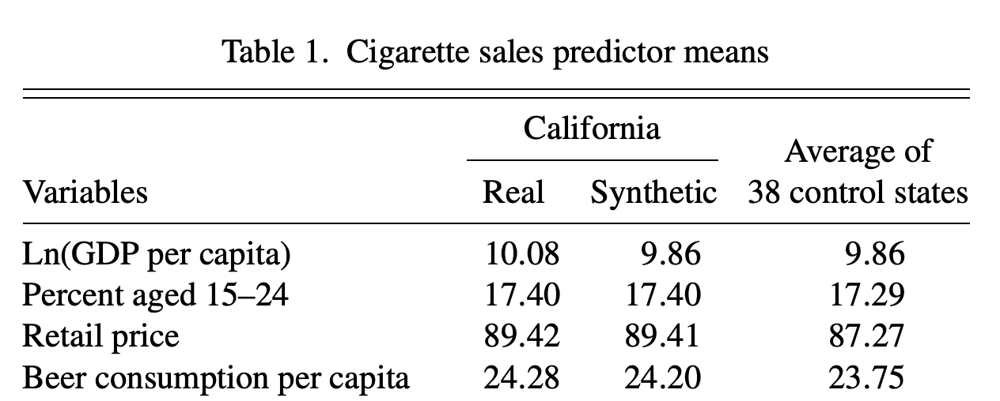 Table 1. Cigarette sales predictor means
California
Average of
Variables Real Synthetic 38 control states
Ln(GDP per capita) 10.08 9.86 9.86
Percent aged 15–24 17.40 17.40 17.29
Retail price 89.42 89.41 87.27
Beer consumption per capita 24.28 24.20 23.75